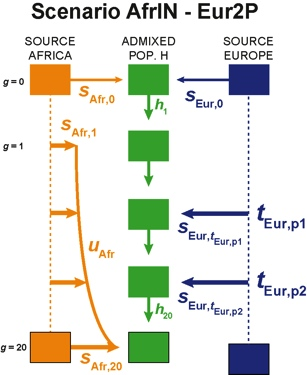 Scenario AfrIN - Eur2P
SOURCE AFRICA
ADMIXED POP. H
SOURCE EUROPE
g = 0
sAfr,0
sEur,0
h1
g = 1
sAfr,1
uAfr
sEur,tEur,p1
tEur,p1
sEur,tEur,p2
tEur,p2
h20
g = 20
sAfr,20